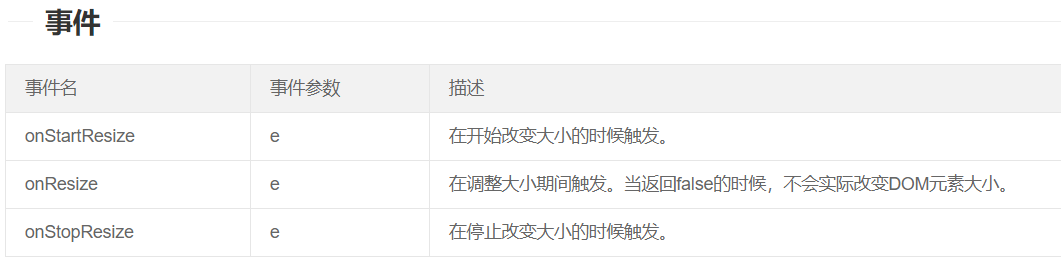 事件
事件名 事件参数 描述
onStartResize e 在开始改变大小的时候触发。
onResize e 在调整大小期间触发。当返回false的时候，不会实际改变DOM元素大小。
onStopResize e 在停止改变大小的时候触发。